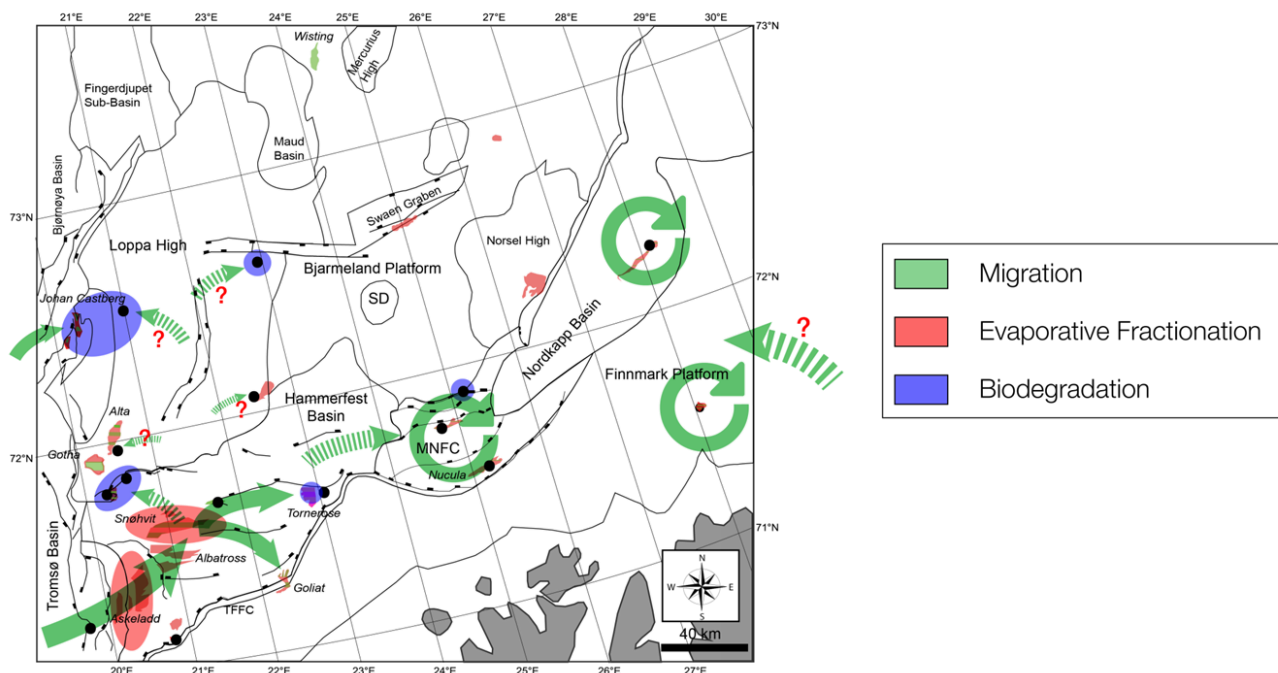 21°E 22°E 23°E 24°E 25°E 26°E 27°E 28°E 29°E 30°E
73°N
Wisting
Mercurius
High
Fingerdjupet
Sub-Basin
Maud
Basin
Bjørnøya Basin
Swaen Graben
73°N
Loppa High
Norsel High
Bjarmeland Platform
72°N
SD
Johan Castberg
?
?
Nordkapp Basin
?
Finnmark Platform
Hammerfest
Basin
?
Alta
?
Gotha
72°N
MNFC
Nucula
Snøhvit
Tornerose
71°N
Tromsø Basin
Albatross
Goliat
Askeladd
TFFC
N
W E
S
40 km
20°E 21°E 22°E 23°E 24°E 25°E 26°E 27°E
Migration
Evaporative Fractionation
Biodegradation